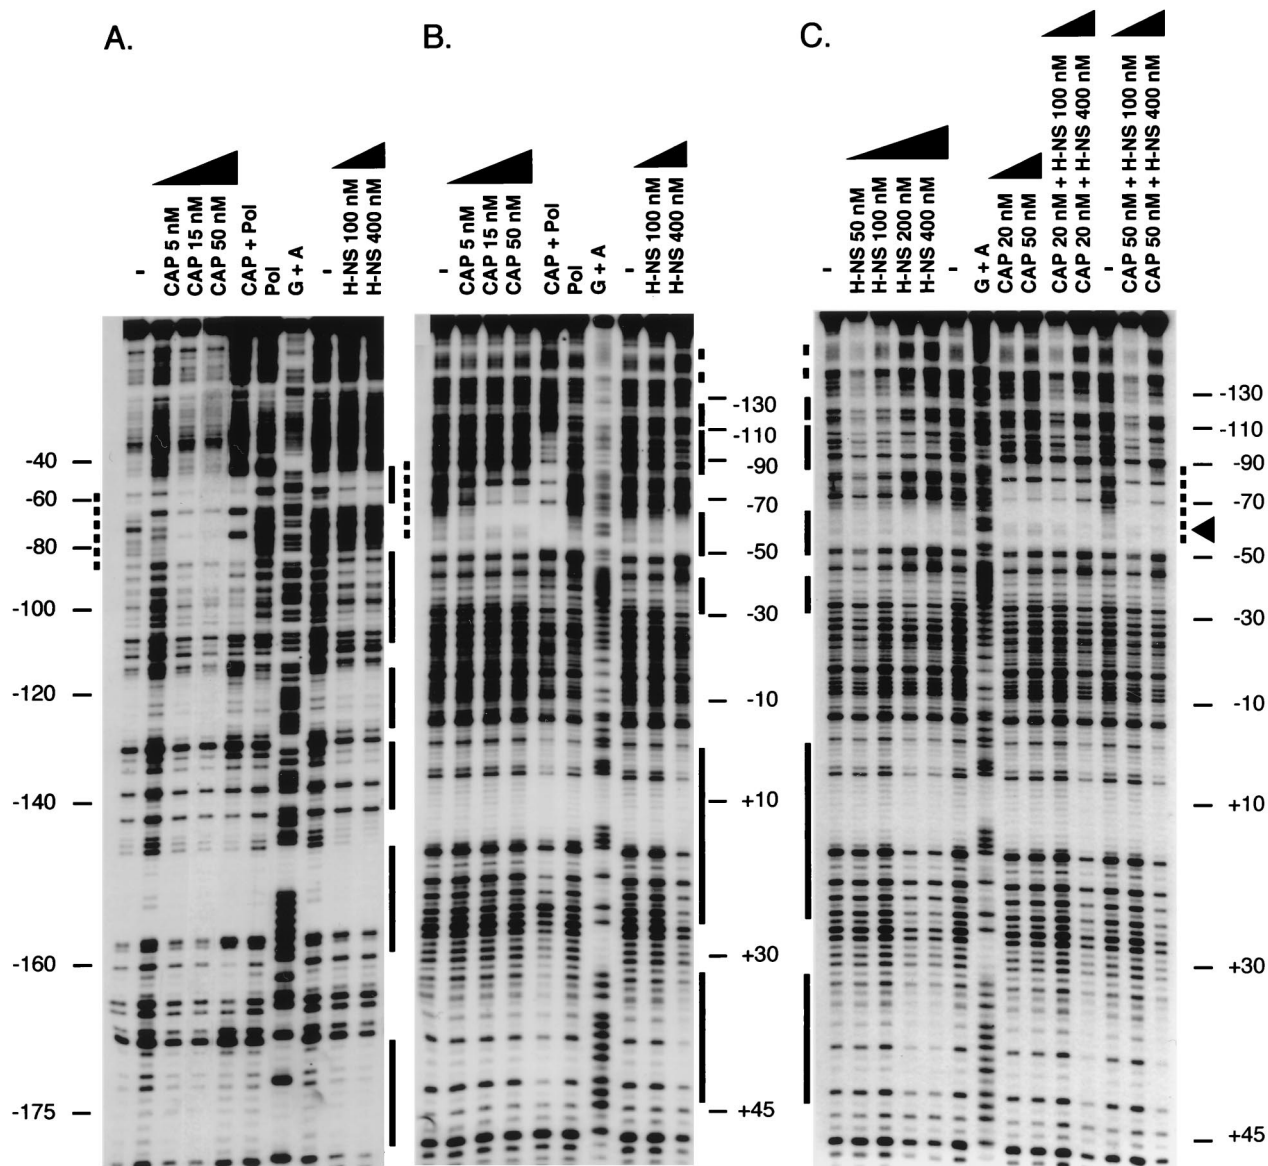 A.
B.
C.
-
CAP 5 nM
CAP 15 nM
CAP 50 nM
CAP + Pol
Pol
G + A
-
H-NS 100 nM
H-NS 400 nM
-
CAP 5 nM
CAP 15 nM
CAP 50 nM
CAP + Pol
Pol
G + A
-
H-NS 100 nM
H-NS 400 nM
-
H-NS 50 nM
H-NS 100 nM
H-NS 200 nM
H-NS 400 nM
-
G + A
CAP 20 nM
CAP 50 nM
CAP 20 nM + H-NS 100 nM
CAP 20 nM + H-NS 400 nM
-
CAP 50 nM + H-NS 100 nM
CAP 50 nM + H-NS 400 nM
-40
-60
-80
-100
-120
-140
-160
-175
-130
-110
-90
-70
-50
-30
-10
+10
+30
+45
-130
-110
-90
-70
-50
-30
-10
+10
+30
+45